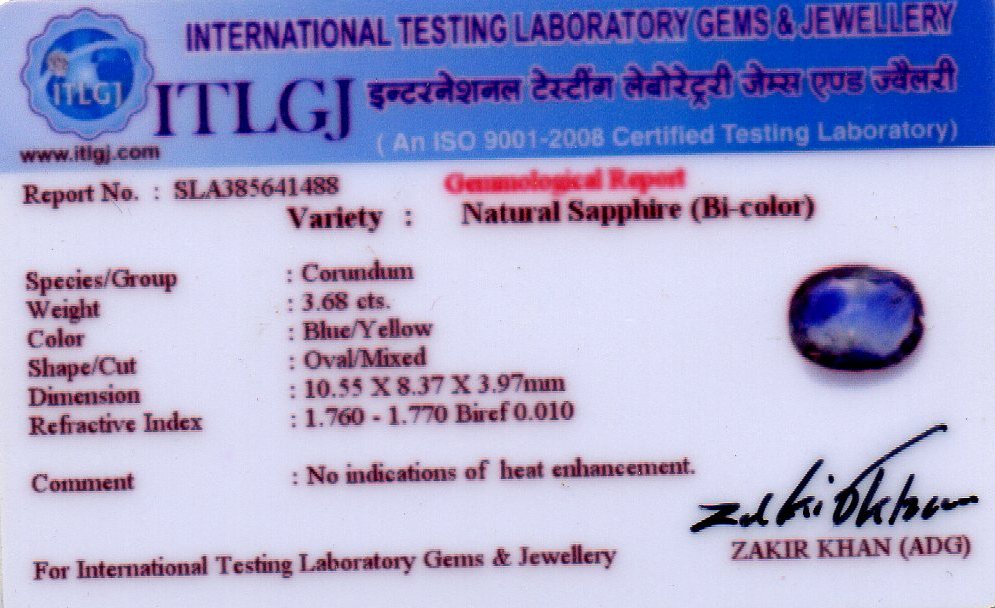 INTERNATIONAL TESTING LABORATORY GEMS & JEWELLERY
ITLGJ
ITLGJ इन्टरनेशनल टेस्टींग लेबोरेट्री जेम्स एण्ड ज्वैलरी
( An ISO 9001-2008 Certified Testing Laboratory)
www.itlgj.com
Report No. : SLA385641488
Gemmological Report
Variety : Natural Sapphire (Bi-color)
Species/Group : Corundum
Weight : 3.68 cts.
Color : Blue/Yellow
Shape/Cut : Oval/Mixed
Dimension : 10.55 X 8.37 X 3.97mm
Refractive Index : 1.760 - 1.770 Biref 0.010
Comment : No indications of heat enhancement.
Zakir Khan
ZAKIR KHAN (ADG)
For International Testing Laboratory Gems & Jewellery